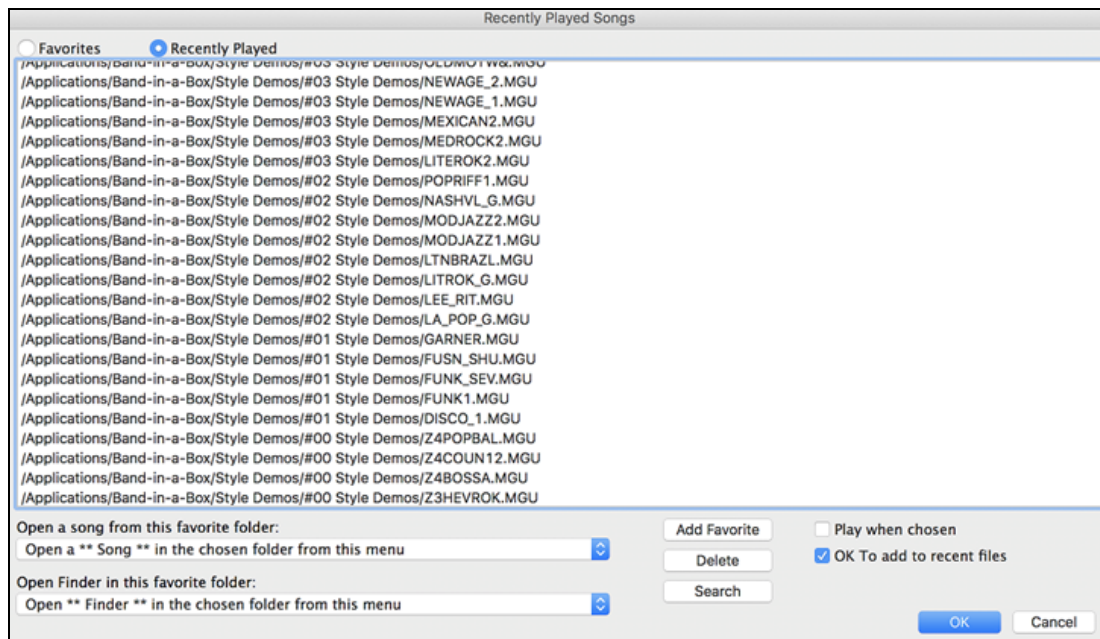 Recently Played Songs
Favorites Recently Played
/Applications/Band-in-a-Box/Style Demos/#03 Style Demos/OLDMOTW&.MGU
/Applications/Band-in-a-Box/Style Demos/#03 Style Demos/NEWAGE_2.MGU
/Applications/Band-in-a-Box/Style Demos/#03 Style Demos/NEWAGE_1.MGU
/Applications/Band-in-a-Box/Style Demos/#03 Style Demos/MEXICAN2.MGU
/Applications/Band-in-a-Box/Style Demos/#03 Style Demos/MEDROCK2.MGU
/Applications/Band-in-a-Box/Style Demos/#03 Style Demos/LITEROK2.MGU
/Applications/Band-in-a-Box/Style Demos/#02 Style Demos/POPRIFF1.MGU
/Applications/Band-in-a-Box/Style Demos/#02 Style Demos/NASHVL_G.MGU
/Applications/Band-in-a-Box/Style Demos/#02 Style Demos/MODJAZZ2.MGU
/Applications/Band-in-a-Box/Style Demos/#02 Style Demos/MODJAZZ1.MGU
/Applications/Band-in-a-Box/Style Demos/#02 Style Demos/LTNBRAZL.MGU
/Applications/Band-in-a-Box/Style Demos/#02 Style Demos/LITROK_G.MGU
/Applications/Band-in-a-Box/Style Demos/#02 Style Demos/LEE_RIT.MGU
/Applications/Band-in-a-Box/Style Demos/#02 Style Demos/LA_POP_G.MGU
/Applications/Band-in-a-Box/Style Demos/#01 Style Demos/GARNER.MGU
/Applications/Band-in-a-Box/Style Demos/#01 Style Demos/FUSN_SHU.MGU
/Applications/Band-in-a-Box/Style Demos/#01 Style Demos/FUNK_SEV.MGU
/Applications/Band-in-a-Box/Style Demos/#01 Style Demos/FUNK1.MGU
/Applications/Band-in-a-Box/Style Demos/#01 Style Demos/DISCO_1.MGU
/Applications/Band-in-a-Box/Style Demos/#00 Style Demos/Z4POPBAL.MGU
/Applications/Band-in-a-Box/Style Demos/#00 Style Demos/Z4COUN12.MGU
/Applications/Band-in-a-Box/Style Demos/#00 Style Demos/Z4BOSSA.MGU
/Applications/Band-in-a-Box/Style Demos/#00 Style Demos/Z3HEVROK.MGU
Open a song from this favorite folder:
Open a ** Song ** in the chosen folder from this menu
Open Finder in this favorite folder:
Open ** Finder ** in the chosen folder from this menu
Add Favorite
Delete
Search
Play when chosen
OK To add to recent files
OK Cancel